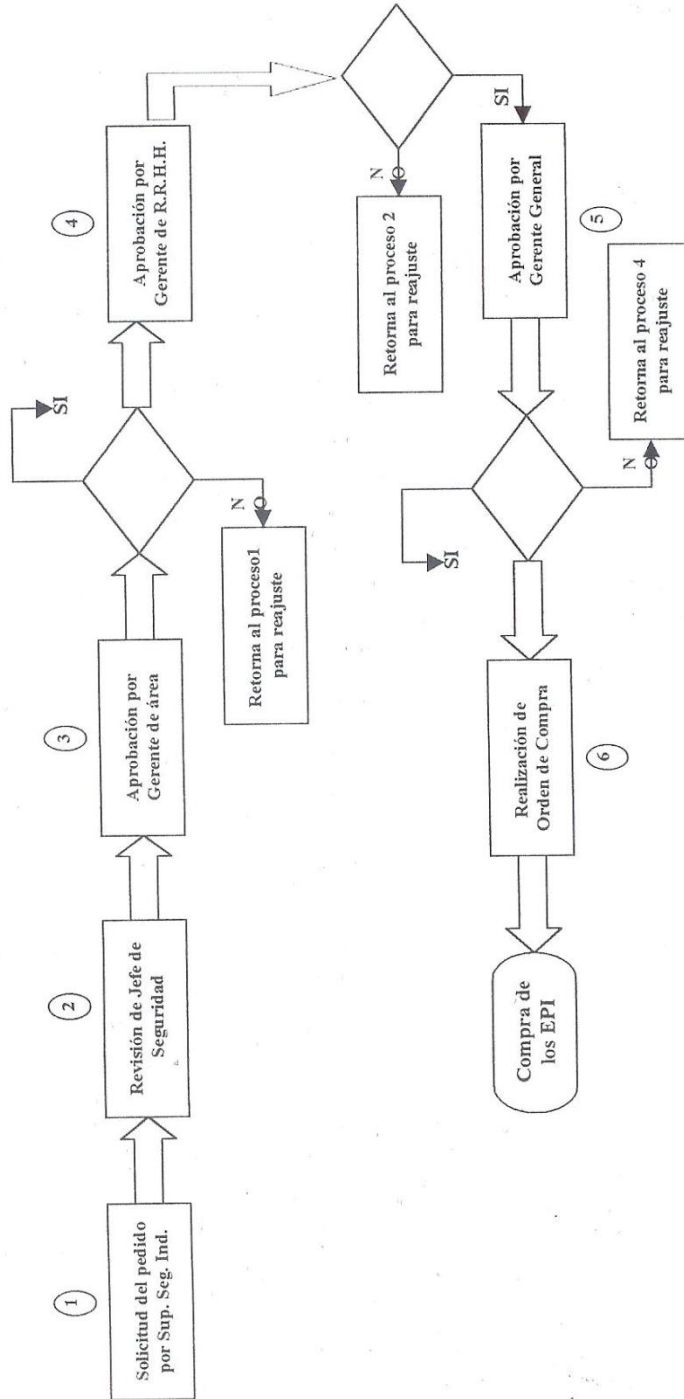 1
Solicitud del pedido
por Sup. Seg. Ind.
2
Revisión de Jefe de
Seguridad
3
Aprobación por
Gerente de área
SI
N
O
Retorna al proceso1
para reajuste
4
Aprobación por
Gerente de R.R.H.H.
N
O
Retorna al proceso 2
para reajuste
SI
Aprobación por
Gerente General
5
SI
N
O
Retorna al proceso 4
para reajuste
Realización de
Orden de Compra
6
Compra de
los EPI